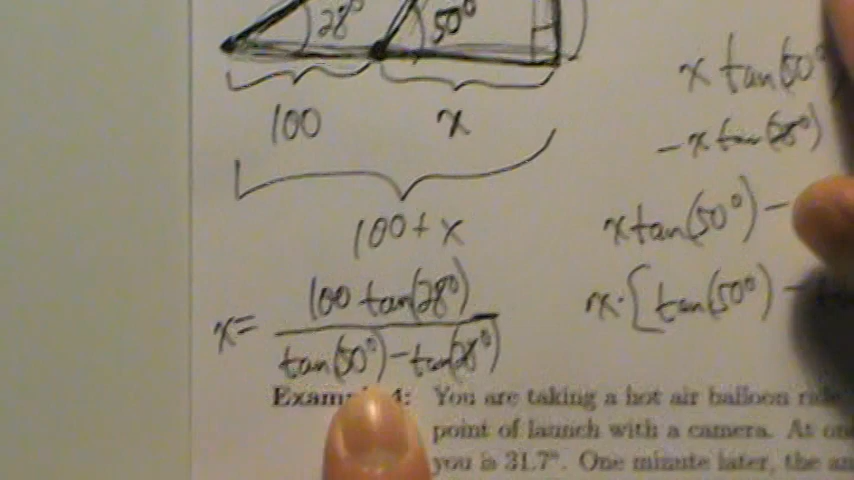 28° 50°
100 x
100 + x
x tan(50°
- x tan(28°)
x tan(50°) -
x · [ tan(50°) -
x = 100 tan(28°)
tan(50°) - tan(28°)
4: You are taking a hot air balloon ride
point of launch with a camera. At
you is 31.7°. One minute later, the